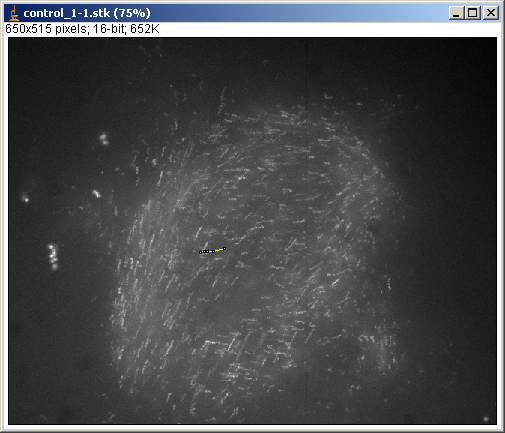 control_1-1.stk (75%)
650x515 pixels; 16-bit; 652K